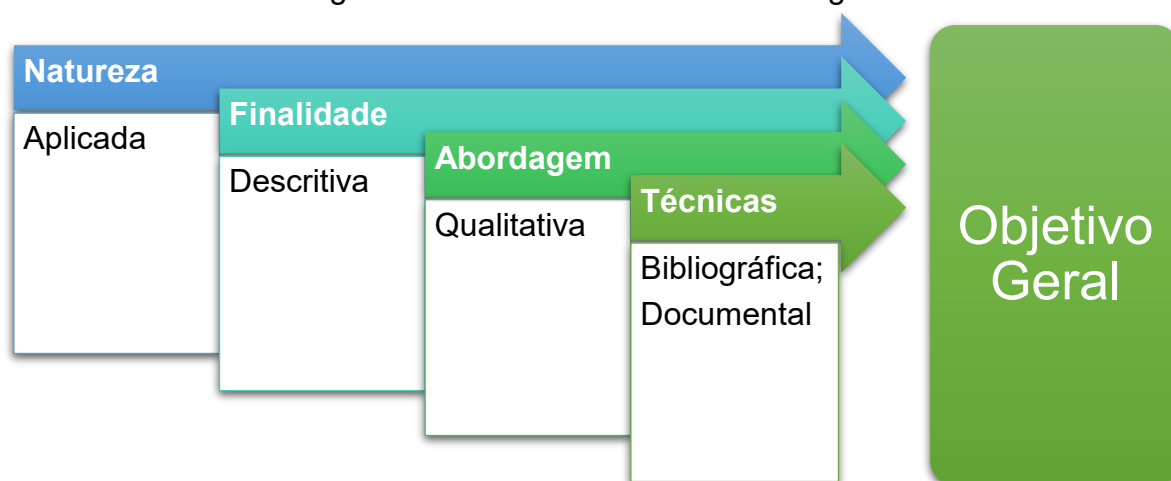 Natureza
Aplicada
Finalidade
Descritiva
Abordagem
Qualitativa
Técnicas
Bibliográfica;
Documental
Objetivo
Geral